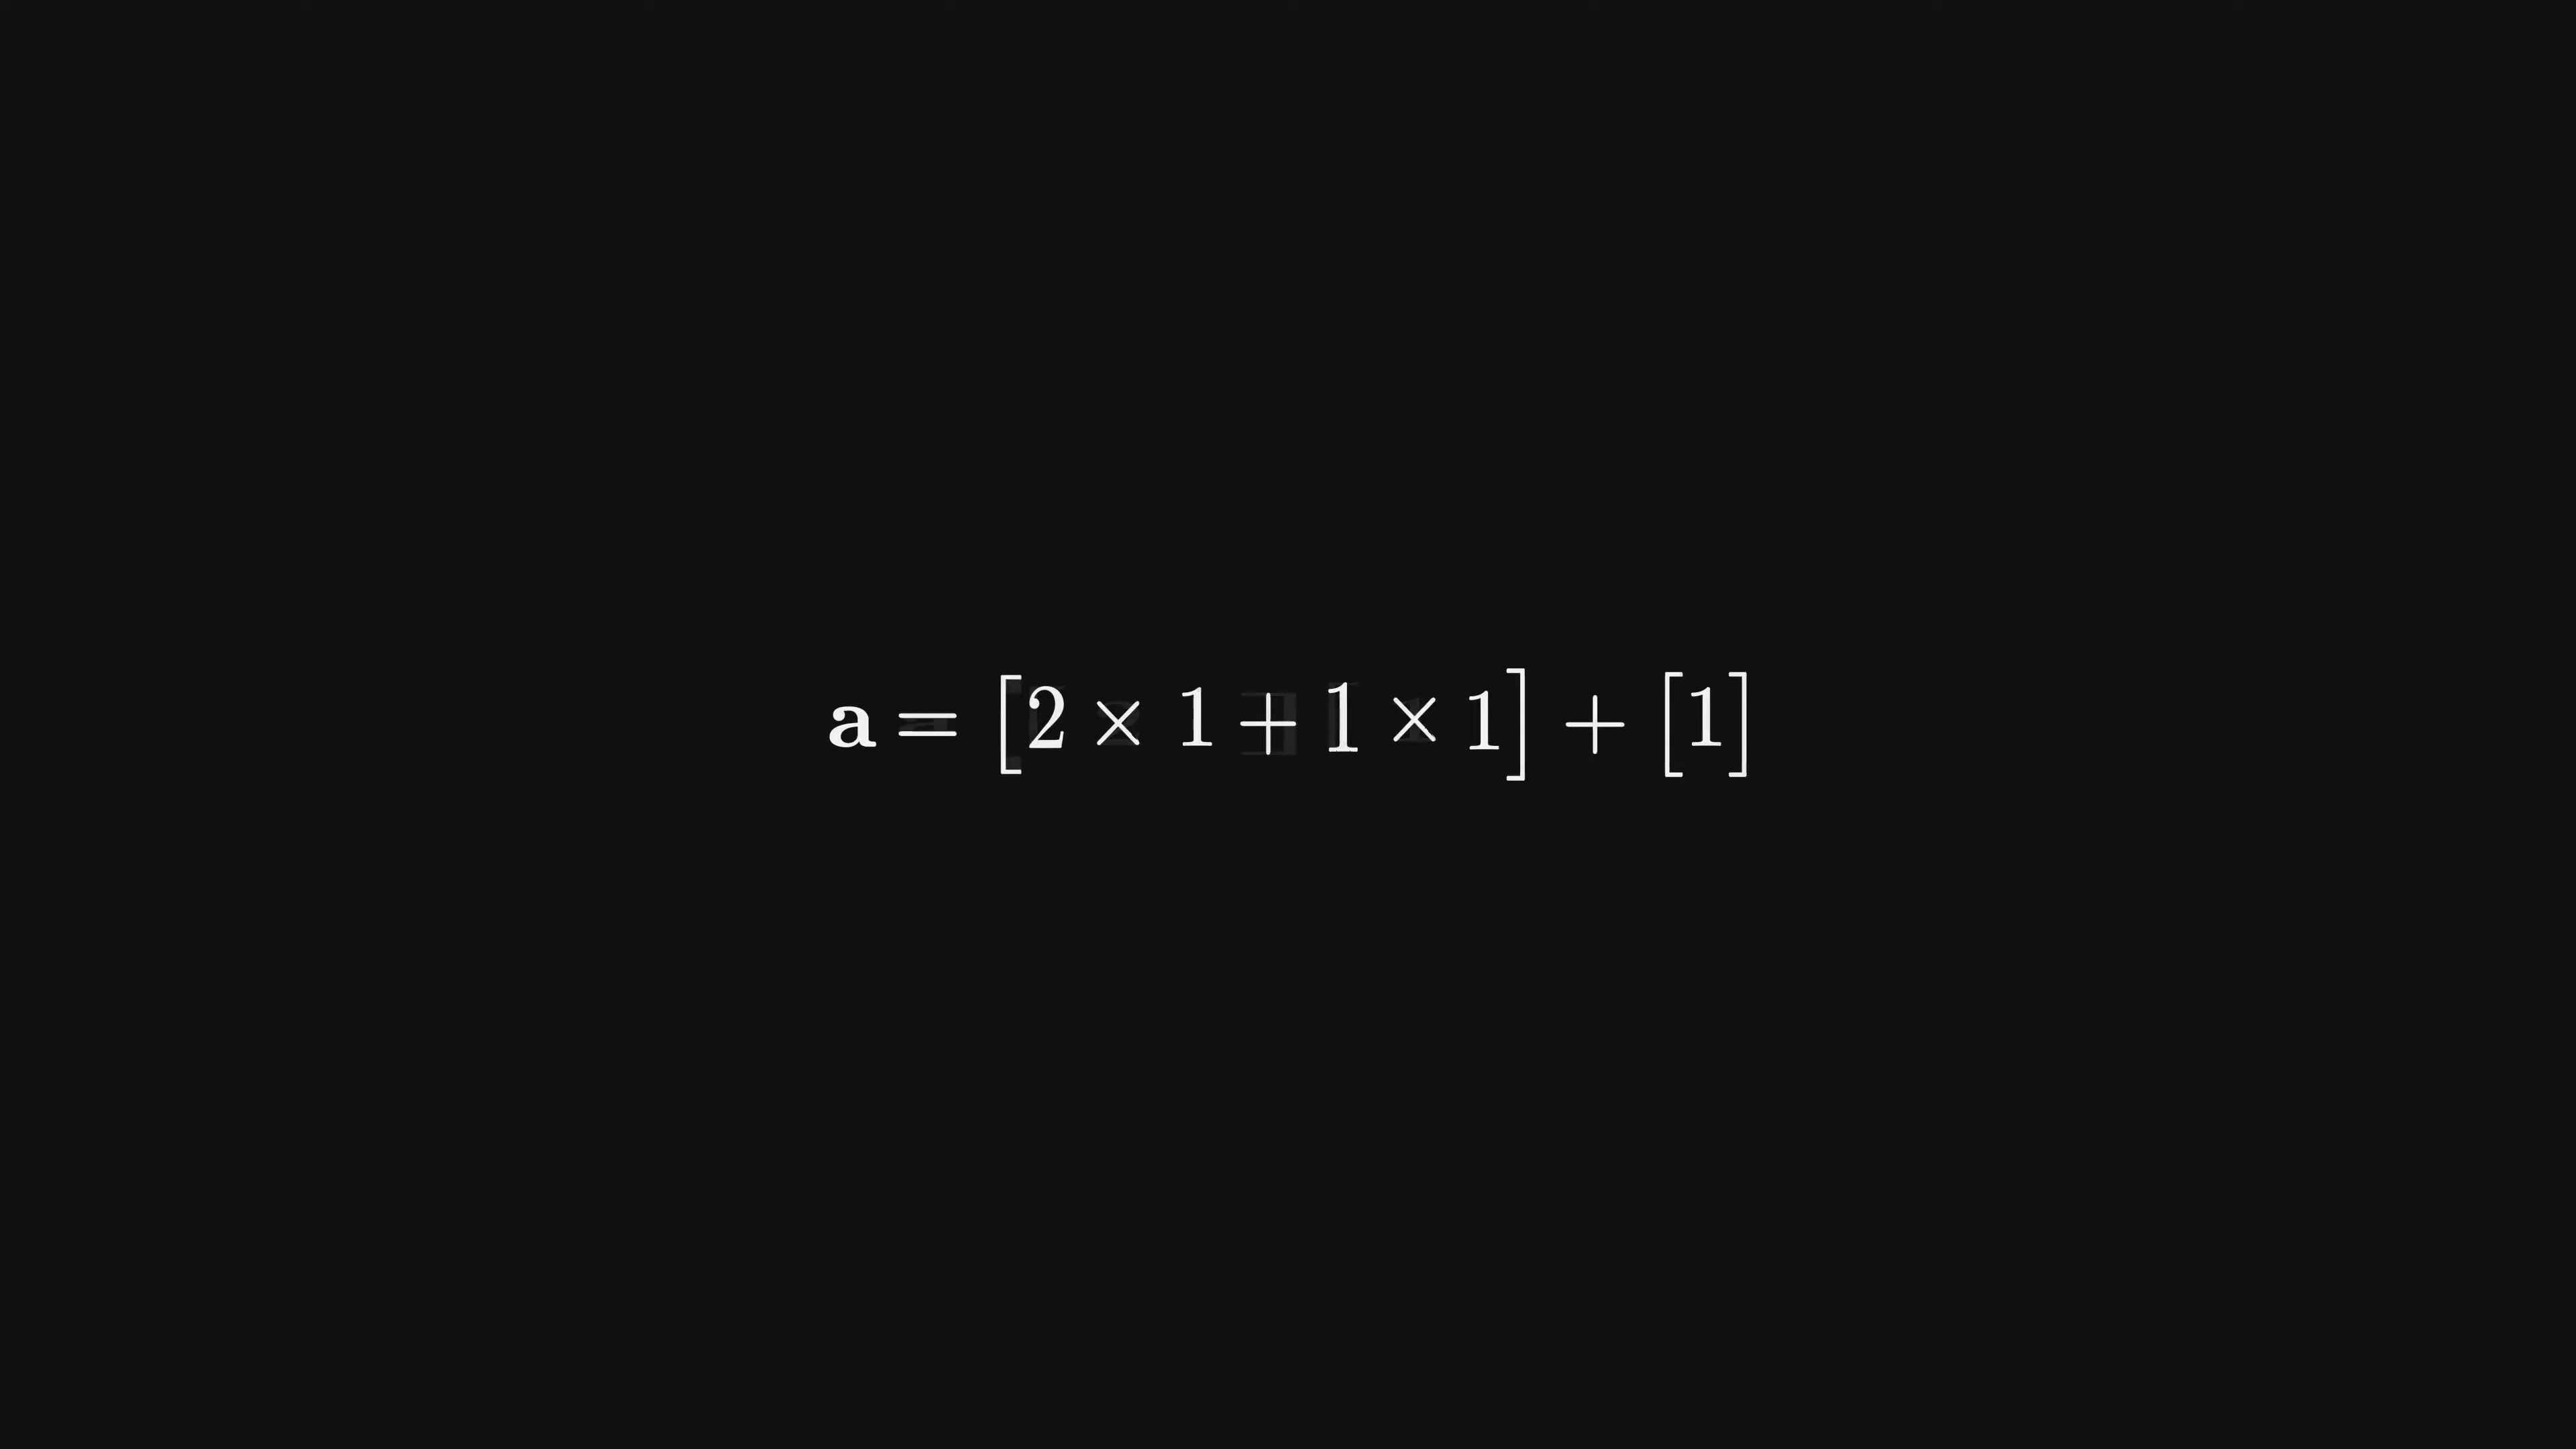 a = [2 × 1 + 1 × 1] + [1]